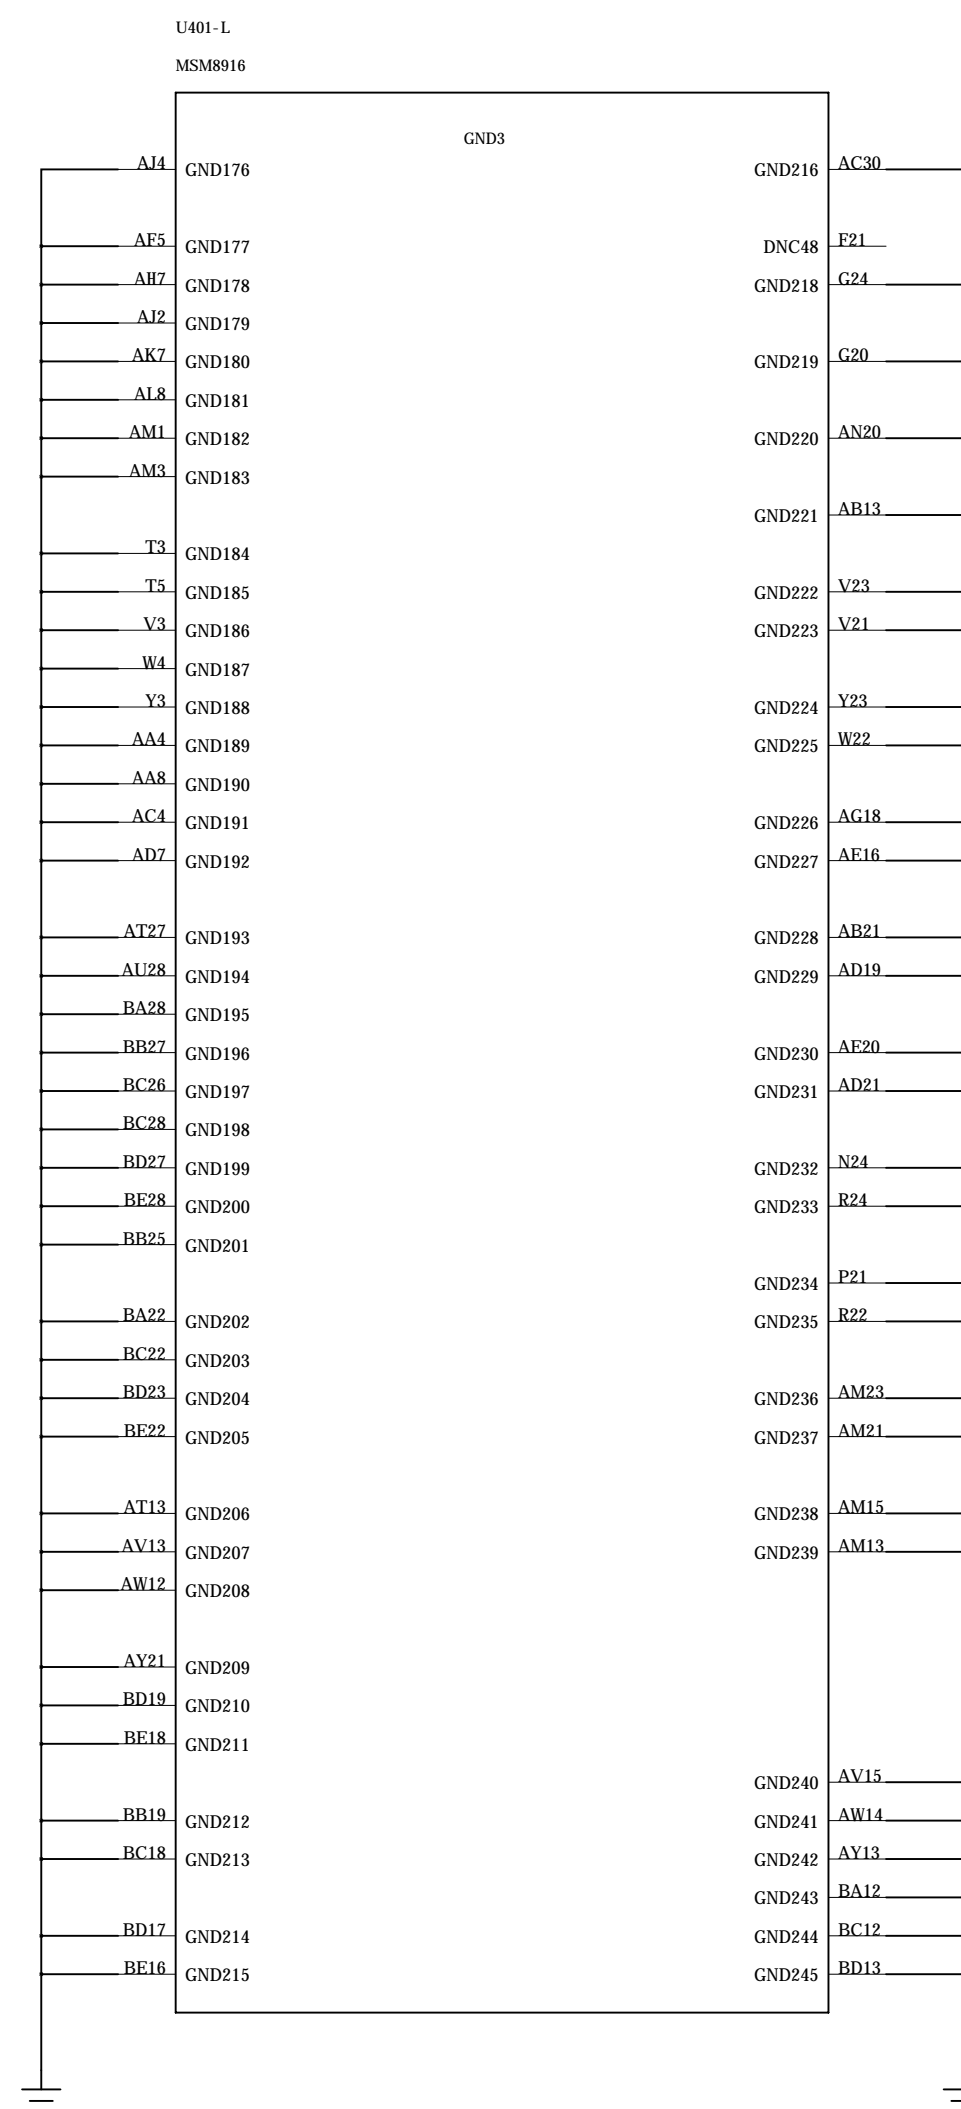 U401-L
MSM8916
GND3
AJ4 GND176 GND216 AC30
AF5 GND177 DNC48 F21
AH7 GND178 GND218 G24
AJ2 GND179
AK7 GND180 GND219 G20
AL8 GND181
AM1 GND182 GND220 AN20
AM3 GND183
GND221 AB13
T3 GND184
T5 GND185 GND222 V23
V3 GND186 GND223 V21
W4 GND187
Y3 GND188 GND224 Y23
AA4 GND189 GND225 W22
AA8 GND190
AC4 GND191 GND226 AG18
AD7 GND192 GND227 AE16
AT27 GND193 GND228 AB21
AU28 GND194 GND229 AD19
BA28 GND195
BB27 GND196 GND230 AE20
BC26 GND197 GND231 AD21
BC28 GND198
BD27 GND199 GND232 N24
BE28 GND200 GND233 R24
BB25 GND201
GND234 P21
BA22 GND202 GND235 R22
BC22 GND203
BD23 GND204 GND236 AM23
BE22 GND205 GND237 AM21
AT13 GND206 GND238 AM15
AV13 GND207 GND239 AM13
AW12 GND208
AY21 GND209
BD19 GND210
BE18 GND211
GND240 AV15
BB19 GND212 GND241 AW14
BC18 GND213 GND242 AY13
GND243 BA12
BD17 GND214 GND244 BC12
BE16 GND215 GND245 BD13